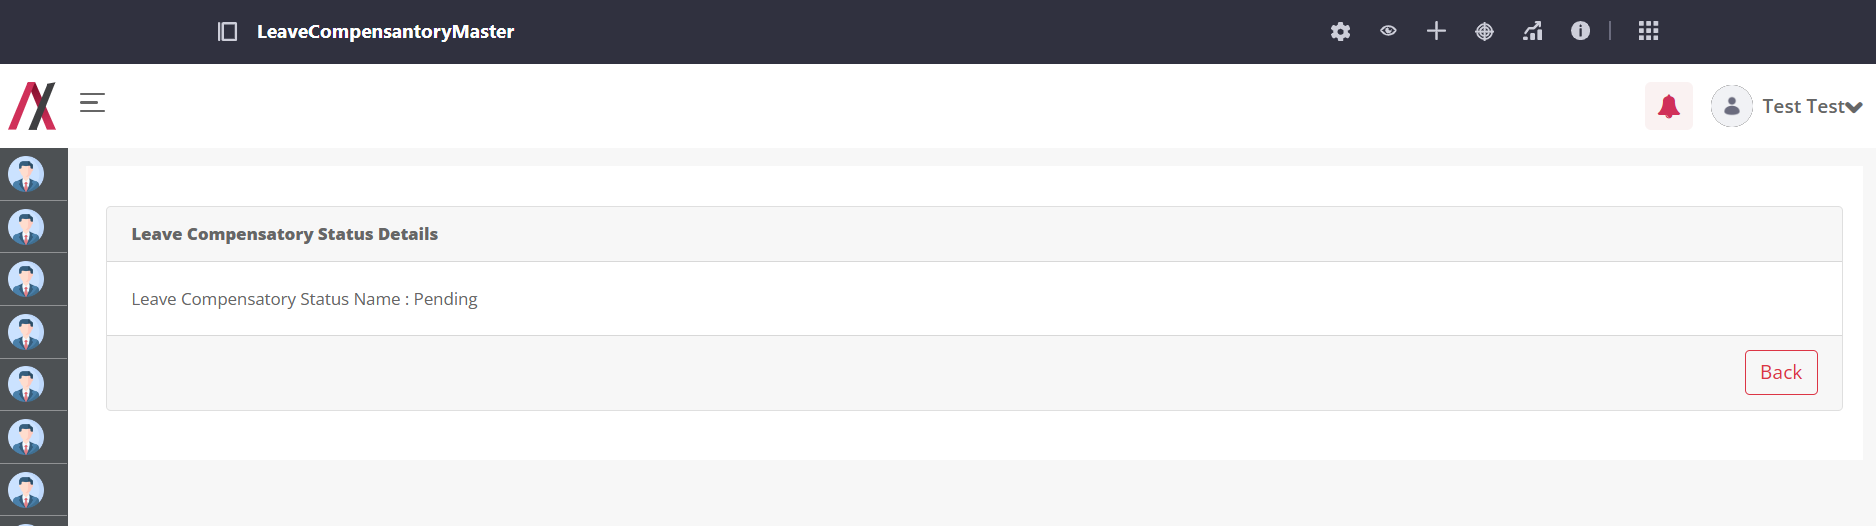 LeaveCompensantoryMaster
Test Test
Leave Compensatory Status Details
Leave Compensatory Status Name : Pending
Back